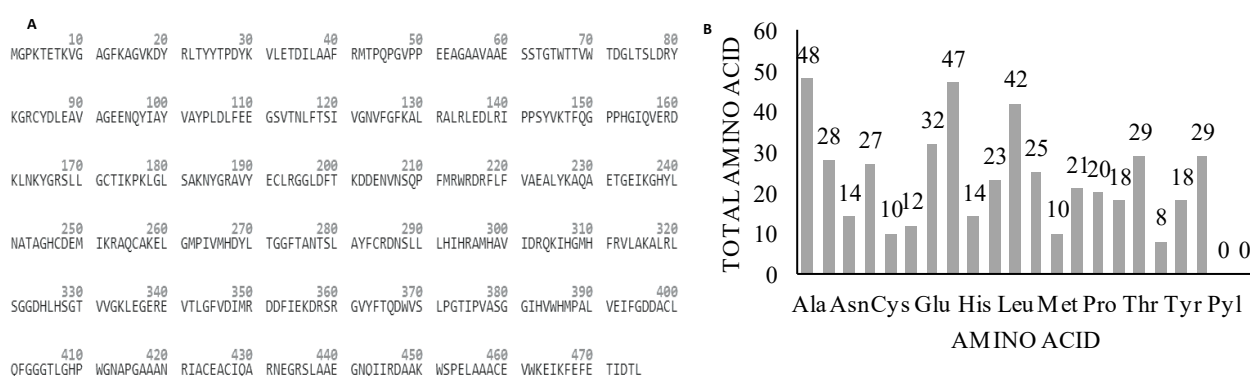 A
10 20 30 40 50 60 70 80
MGPKTETKVG AGFKAGVKDY RLTYYTPDYK VLETDILAAF RMTPQPGVPP EEAGAAVAAE SSTGTWTTVW TDGLTSLDRY
90 100 110 120 130 140 150 160
KGRCYDLEAV AGEENQYIAY VAYPLDLFEE GSVTNLFTSI VGNVFGFKAL RALRLEDLRI PPSYVKTFQG PPHGIQVERD
170 180 190 200 210 220 230 240
KLNKYGRSLL GCTIKPKLGL SAKNYGRAVY ECLRGGLDFT KDDENVNSQP FMRWRDRFLF VAEALYKAQA ETGEIKGHYL
250 260 270 280 290 300 310 320
NATAGHCDEM IKRAQCAKEL GMPIVMHDYL TGGFTANTSL AYFCRDNSLL LHIHRAMHAV IDRQKIHGMH FRVLAKALRL
330 340 350 360 370 380 390 400
SGGDHLHSGT VVGKLEGERE VTLGFVDIMR DDFIEKDRSR GVYFTQDWVS LPGTIPVASG GIHVWHMPAL VEIFGDDACL
410 420 430 440 450 460 470
QFGGGTLGHP WGNAPGAAAN RIACEACIQA RNEGRSLAAE GNQIIRDAAK WSPELAAACE VWKEIKFEFE TIDTL
B
TOTAL AMINO ACID
60
50
40
30
20
10
0
48 28 14 27 10 12 32 47 14 23 42 25 10 21 20 18 29 8 18 29 0 0
Ala Asn Cys Glu His Leu Met Pro Thr Tyr Pyl
AMINO ACID